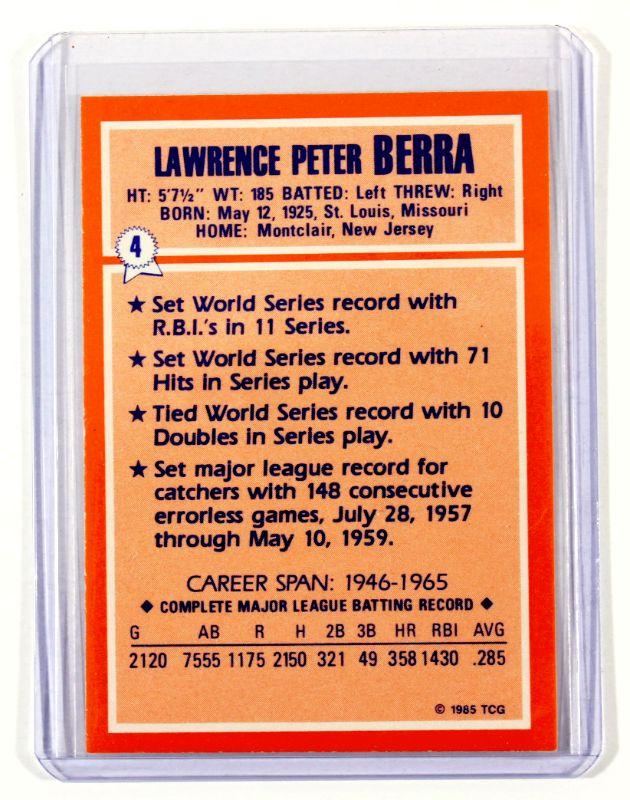 LAWRENCE PETER BERRA
HT: 5'7½" WT: 185 BATTED: Left THREW: Right
BORN: May 12, 1925, St. Louis, Missouri
HOME: Montclair, New Jersey
4
★ Set World Series record with
R.B.I.'s in 11 Series.
★ Set World Series record with 71
Hits in Series play.
★ Tied World Series record with 10
Doubles in Series play.
★ Set major league record for
catchers with 148 consecutive
errorless games, July 28, 1957
through May 10, 1959.
CAREER SPAN: 1946-1965
◆ COMPLETE MAJOR LEAGUE BATTING RECORD ◆
G AB R H 2B 3B HR RBI AVG
2120 7555 1175 2150 321 49 358 1430 .285
© 1985 TCG